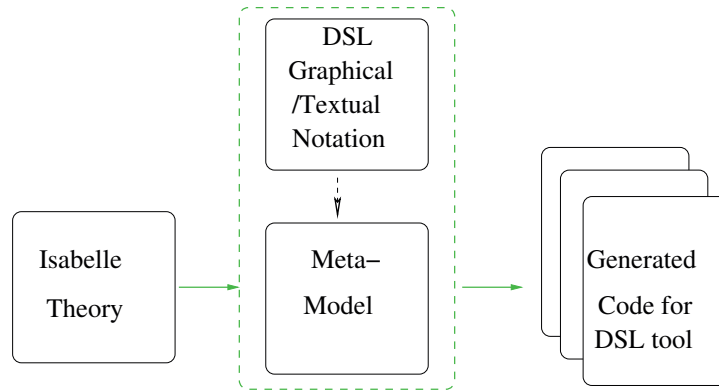 DSL
Graphical
/Textual
Notation
Isabelle
Theory
Meta-
Model
Generated
Code for
DSL tool